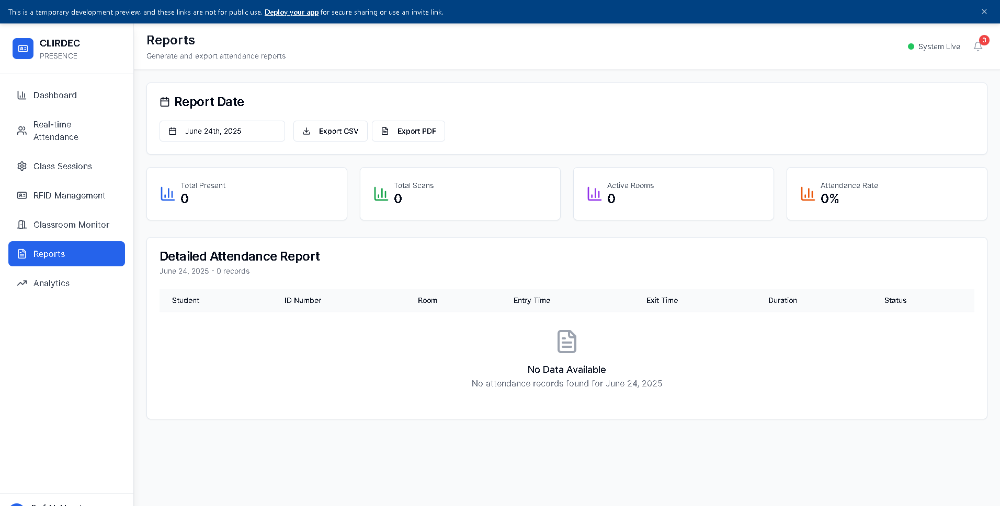 This is a temporary development preview, and these links are not for public use. Deploy your app for secure sharing or use an invite link.
CLIRDEC
PRESENCE
Reports
Generate and export attendance reports
System Live
3
Dashboard
Real-time
Attendance
Class Sessions
RFID Management
Classroom Monitor
Reports
Analytics
Report Date
June 24th, 2025
Export CSV
Export PDF
Total Present
0
Total Scans
0
Active Rooms
0
Attendance Rate
0%
Detailed Attendance Report
June 24, 2025 - 0 records
Student ID Number Room Entry Time Exit Time Duration Status
No Data Available
No attendance records found for June 24, 2025